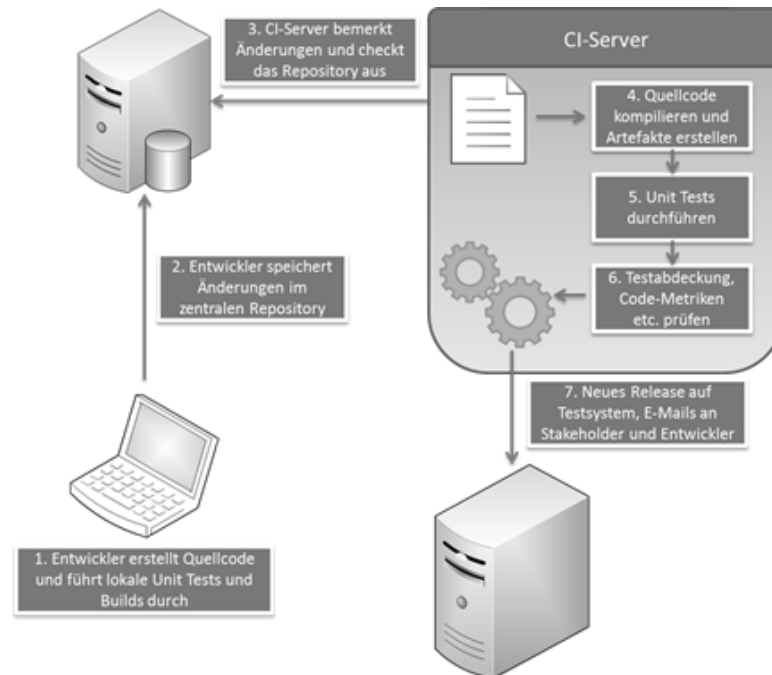 3. CI-Server bemerkt
Änderungen und checkt
das Repository aus
CI-Server
4. Quellcode
kompilieren und
Artefakte erstellen
5. Unit Tests
durchführen
6. Testabdeckung,
Code-Metriken
etc. prüfen
2. Entwickler speichert
Änderungen im
zentralen Repository
7. Neues Release auf
Testsystem, E-Mails an
Stakeholder und Entwickler
1. Entwickler erstellt Quellcode
und führt lokale Unit Tests und
Builds durch